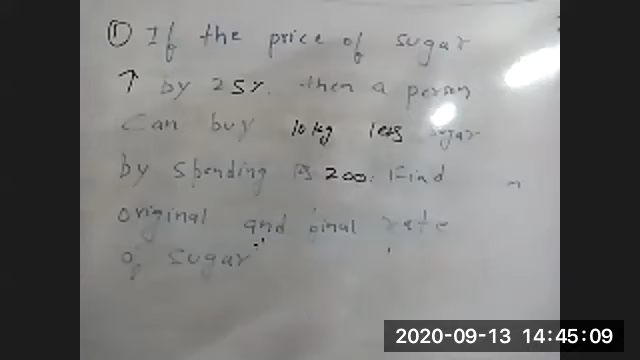 ① If the price of sugar
↑ by 25%. then a person
Can buy 10 kg less sugar
by spending Rs 200. Find
original and final rate
of sugar
2020-09-13 14:45:09